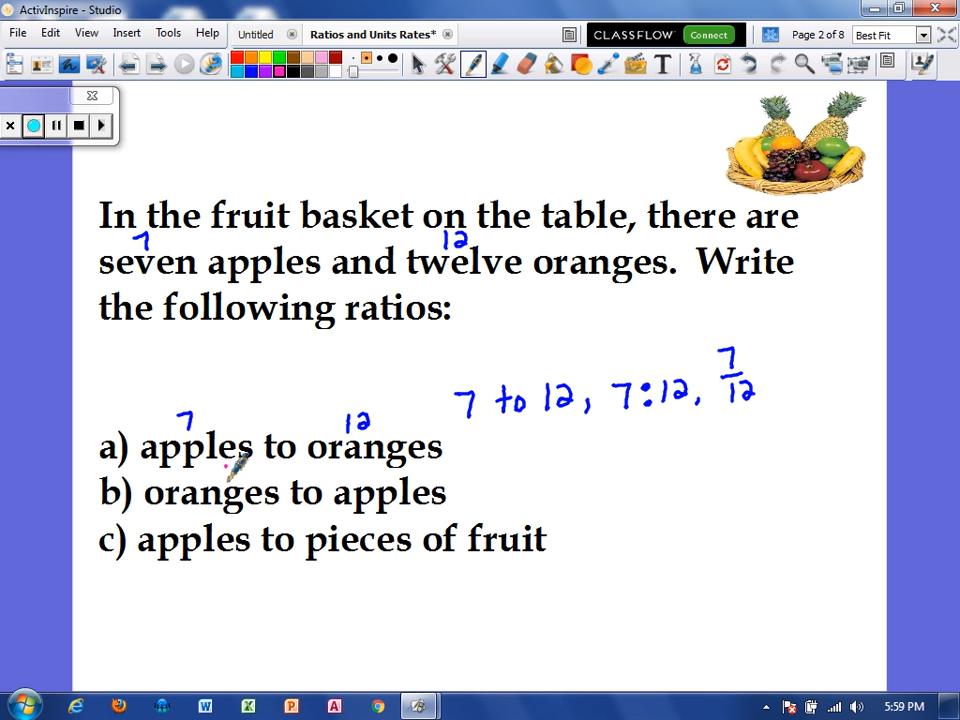 ActivInspire - Studio
File Edit View Insert Tools Help Untitled Ratios and Units Rates* CLASSFLOW Connect Page 2 of 8 Best Fit
In the fruit basket on the table, there are
7 12
seven apples and twelve oranges. Write
the following ratios:
7 to 12, 7:12, 7/12
7 12
a) apples to oranges
b) oranges to apples
c) apples to pieces of fruit
5:59 PM